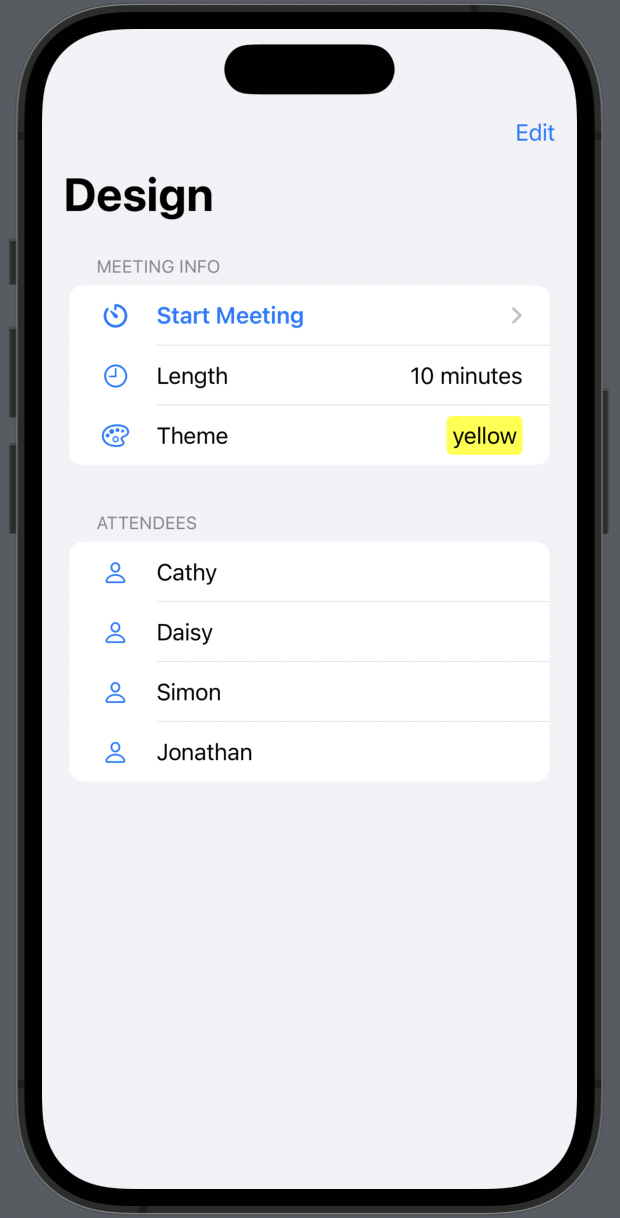 Edit
Design
MEETING INFO
Start Meeting
Length 10 minutes
Theme yellow
ATTENDEES
Cathy
Daisy
Simon
Jonathan